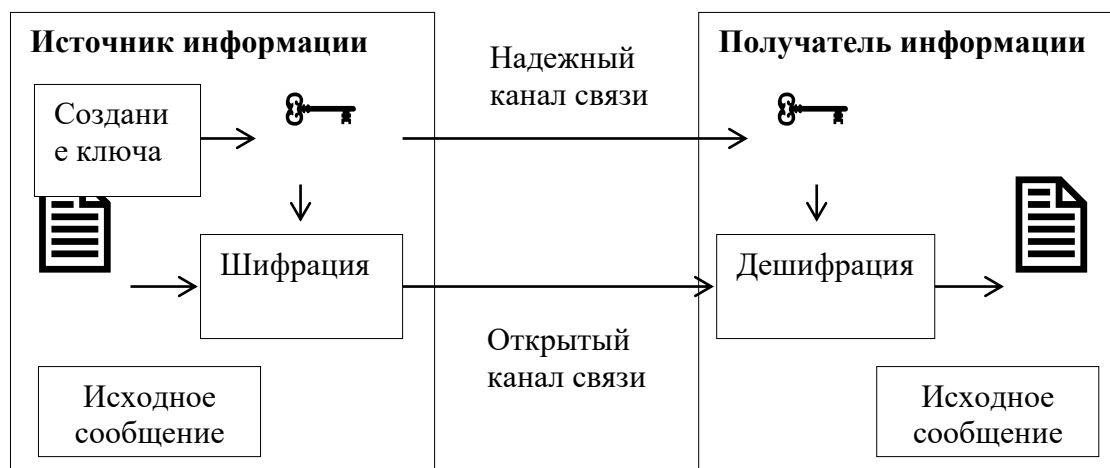 Источник информации
Надежный
канал связи
Получатель информации
Создани
е ключа
Шифрация
Дешифрация
Открытый
канал связи
Исходное
сообщение
Исходное
сообщение